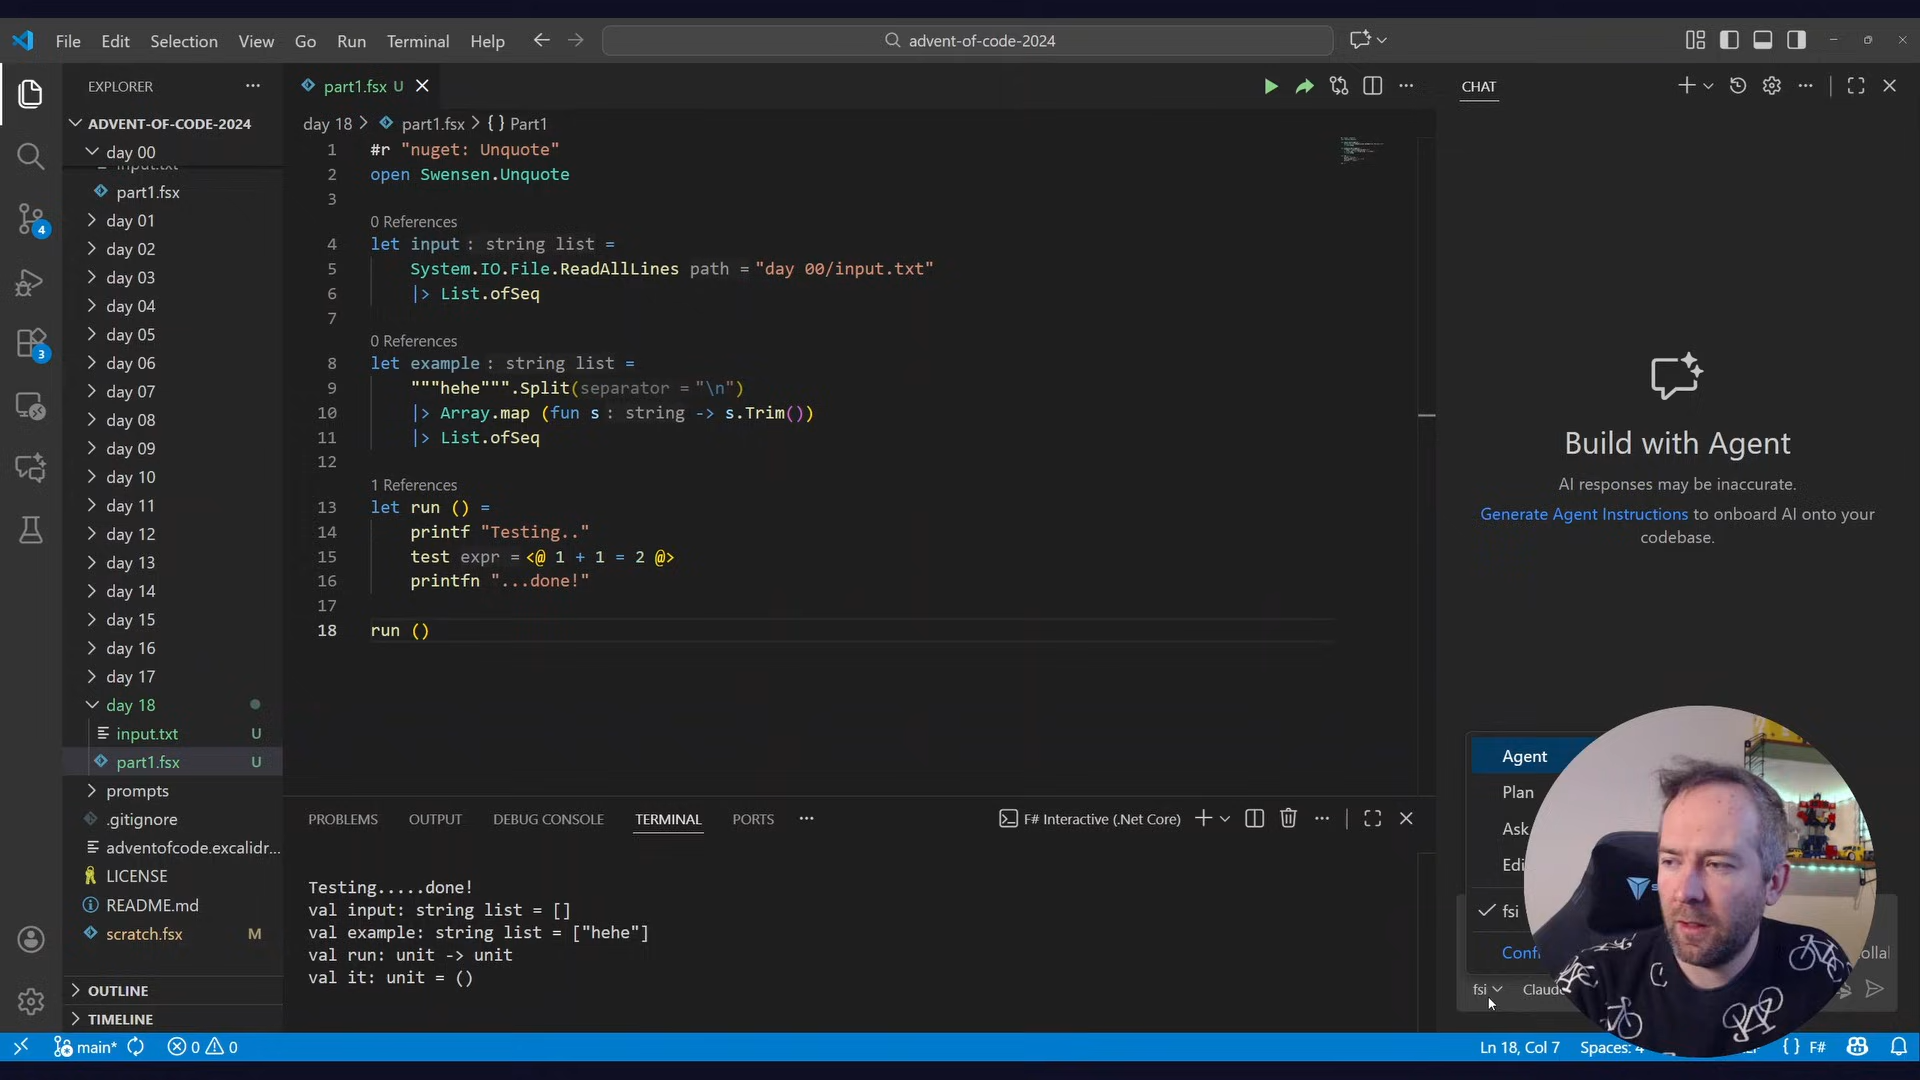 File Edit Selection View Go Run Terminal Help
advent-of-code-2024
EXPLORER
ADVENT-OF-CODE-2024
day 00
input.txt
part1.fsx
day 01
day 02
day 03
day 04
day 05
day 06
day 07
day 08
day 09
day 10
day 11
day 12
day 13
day 14
day 15
day 16
day 17
day 18
input.txt U
part1.fsx U
prompts
.gitignore
adventofcode.excalidr...
LICENSE
README.md
scratch.fsx M
OUTLINE
TIMELINE
4
3
part1.fsx U
day 18 > part1.fsx > {} Part1
1 #r "nuget: Unquote"
2 open Swensen.Unquote
3
0 References
4 let input : string list =
5 System.IO.File.ReadAllLines path = "day 00/input.txt"
6 |> List.ofSeq
7
0 References
8 let example : string list =
9 """hehe""".Split(separator = "\n")
10 |> Array.map (fun s : string -> s.Trim())
11 |> List.ofSeq
12
1 References
13 let run () =
14 printf "Testing.."
15 test expr = <@ 1 + 1 = 2 @>
16 printfn "...done!"
17
18 run ()
PROBLEMS OUTPUT DEBUG CONSOLE TERMINAL PORTS
F# Interactive (.Net Core)
Testing.....done!
val input: string list = []
val example: string list = ["hehe"]
val run: unit -> unit
val it: unit = ()
CHAT
Build with Agent
AI responses may be inaccurate.
Generate Agent Instructions to onboard AI onto your
codebase.
Agent
Plan
Ask
Edi
fsi
Conf
fsi
main* 0 0
Ln 18, Col 7 Spaces: {} F#